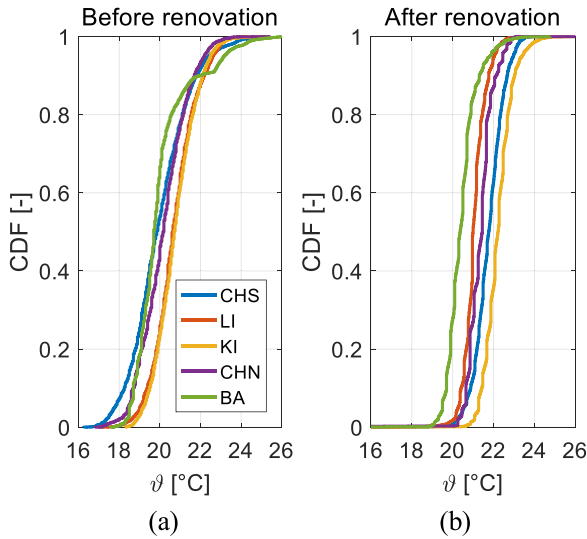 Before renovation
After renovation
CDF [-]
1
0.8
0.6
0.4
0.2
0
16 18 20 22 24 26
ϑ [°C]
CHS
LI
KI
CHN
BA
(a)
CDF [-]
1
0.8
0.6
0.4
0.2
0
16 18 20 22 24 26
ϑ [°C]
(b)